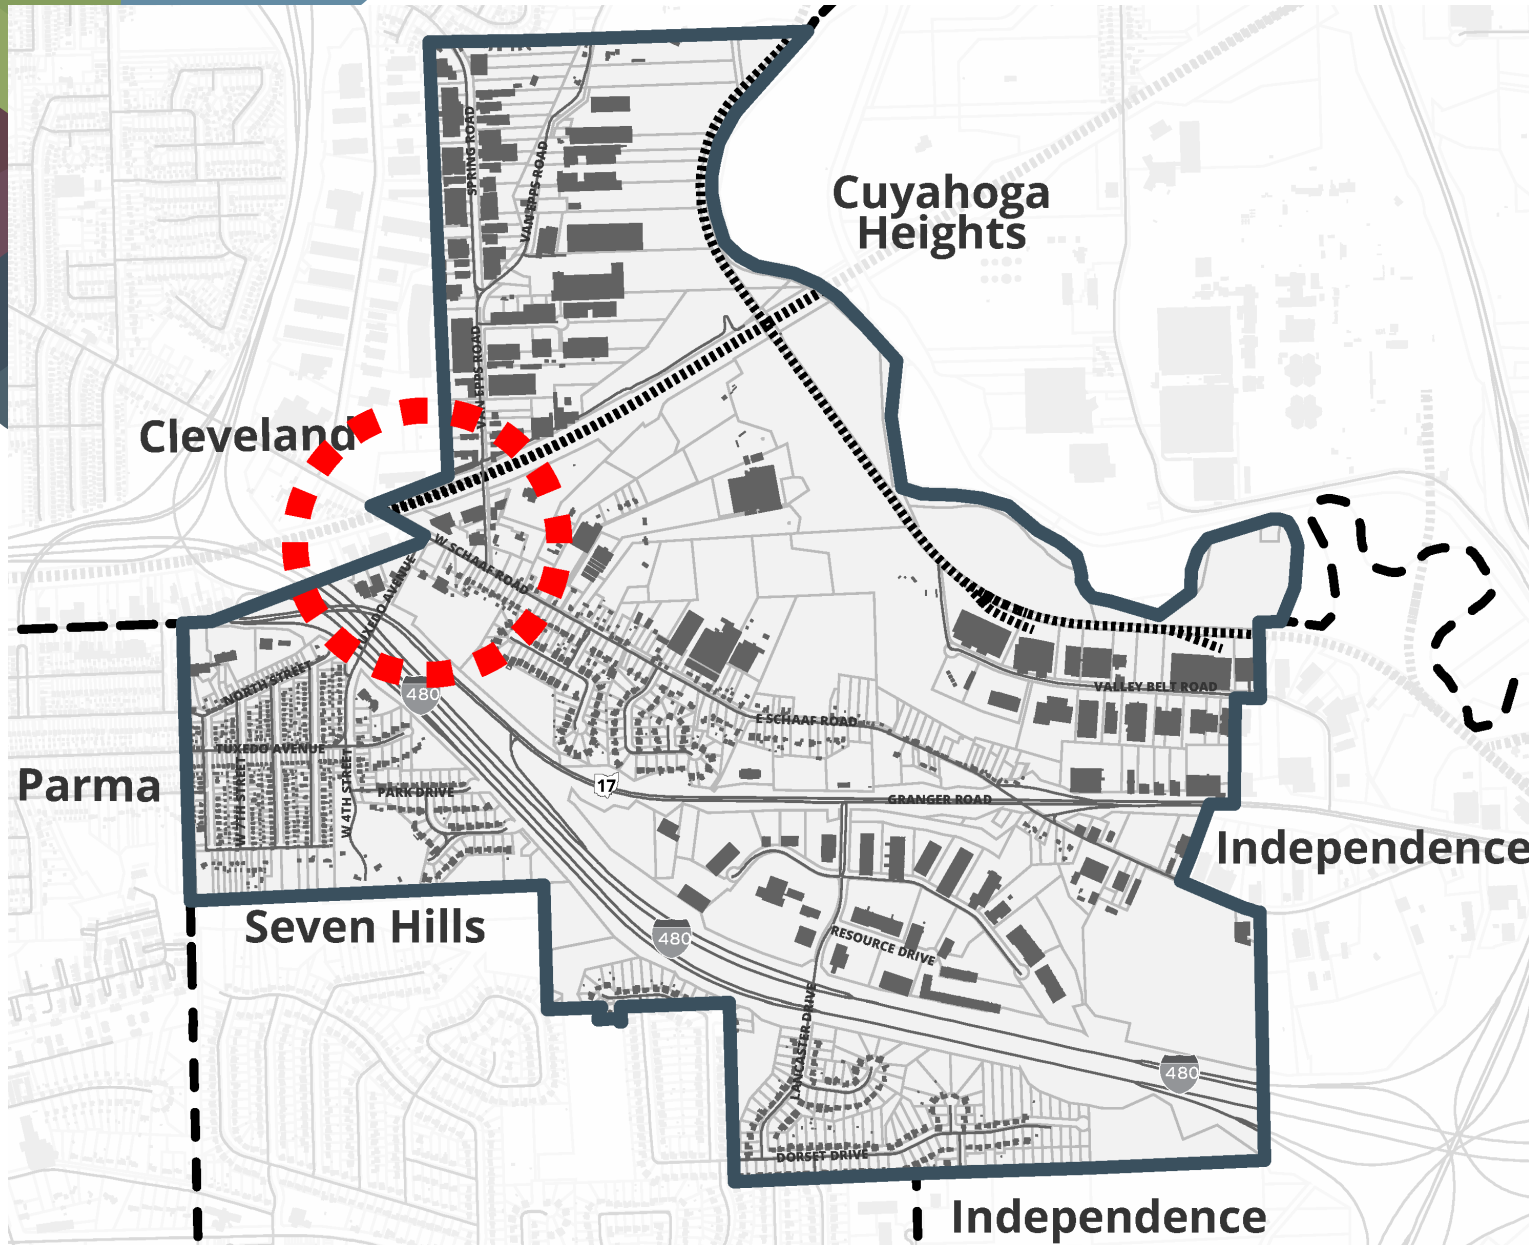 SPRING ROAD
VAN EPPS ROAD
Cuyahoga
Heights
VAN EPPS ROAD
Cleveland
W SCHAAF ROAD
TUXEDO AVENUE
NORTH STREET
480
VALLEY BELT ROAD
E SCHAAF ROAD
TUXEDO AVENUE
W 7TH STREET
W 4TH STREET
Parma
PARK DRIVE
17
GRANGER ROAD
Independence
Seven Hills
480
RESOURCE DRIVE
LANCASTER DRIVE
480
DORSET DRIVE
Independence